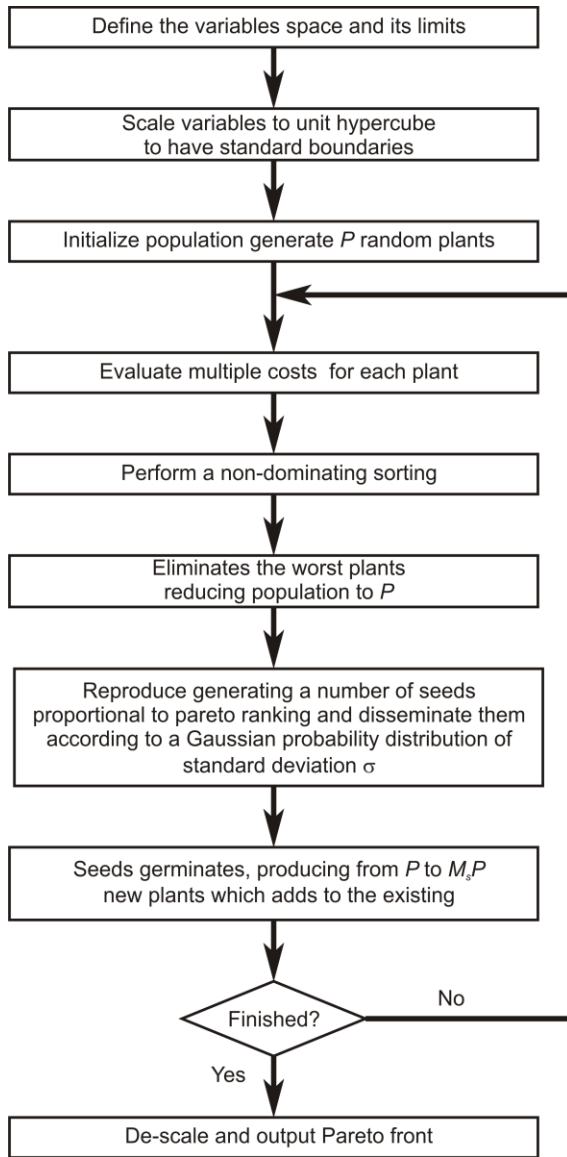 Define the variables space and its limits
Scale variables to unit hypercube
to have standard boundaries
Initialize population generate P random plants
Evaluate multiple costs for each plant
Perform a non-dominating sorting
Eliminates the worst plants
reducing population to P
Reproduce generating a number of seeds
proportional to pareto ranking and disseminate them
according to a Gaussian probability distribution of
standard deviation σ
Seeds germinates, producing from P to MₛP
new plants which adds to the existing
No
Finished?
Yes
De-scale and output Pareto front